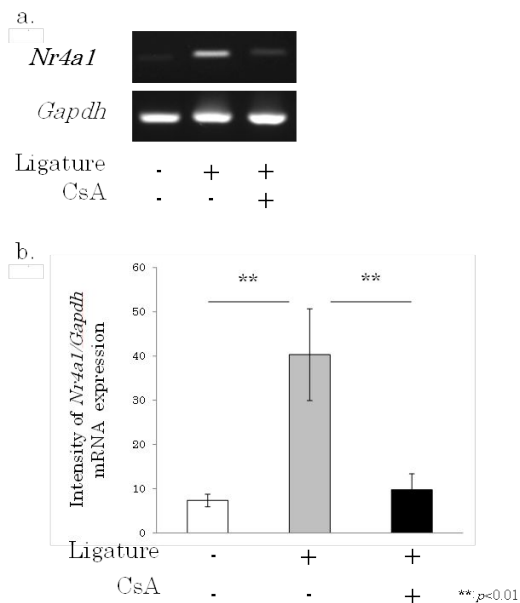 a.
Nr4a1
Gapdh
Ligature - + +
CsA - - +
b.
Intensity of Nr4a1/Gapdh
mRNA expression
60
50
40
30
20
10
0
** **
Ligature - + +
CsA - - +
**: p<0.01